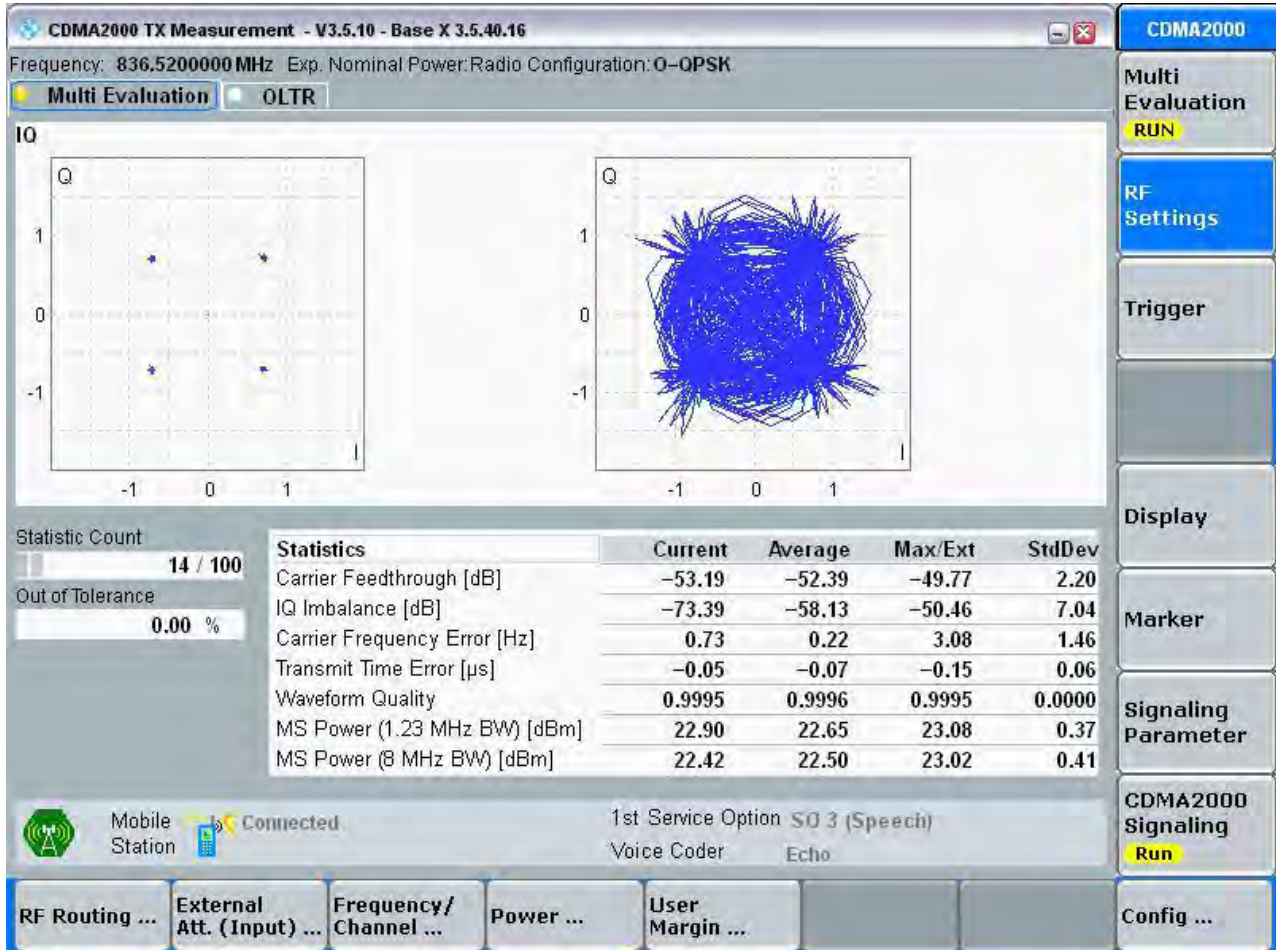 CDMA2000 TX Measurement - V3.5.10 - Base X 3.5.40.16
Frequency: 836.5200000 MHz Exp. Nominal Power: Radio Configuration: O-QPSK
Multi Evaluation OLTR
IQ
Q
1
0
-1
I
-1 0 1
Q
1
0
-1
I
-1 0 1
Statistic Count
14 / 100
Out of Tolerance
0.00 %
Statistics Current Average Max/Ext StdDev
Carrier Feedthrough [dB] -53.19 -52.39 -49.77 2.20
IQ Imbalance [dB] -73.39 -58.13 -50.46 7.04
Carrier Frequency Error [Hz] 0.73 0.22 3.08 1.46
Transmit Time Error [µs] -0.05 -0.07 -0.15 0.06
Waveform Quality 0.9995 0.9996 0.9995 0.0000
MS Power (1.23 MHz BW) [dBm] 22.90 22.65 23.08 0.37
MS Power (8 MHz BW) [dBm] 22.42 22.50 23.02 0.41
Mobile Station Connected
1st Service Option SO 3 (Speech)
Voice Coder Echo
RF Routing ...
External Att. (Input) ...
Frequency/ Channel ...
Power ...
User Margin ...
CDMA2000
Multi
Evaluation
RUN
RF
Settings
Trigger
Display
Marker
Signaling
Parameter
CDMA2000
Signaling
Run
Config ...